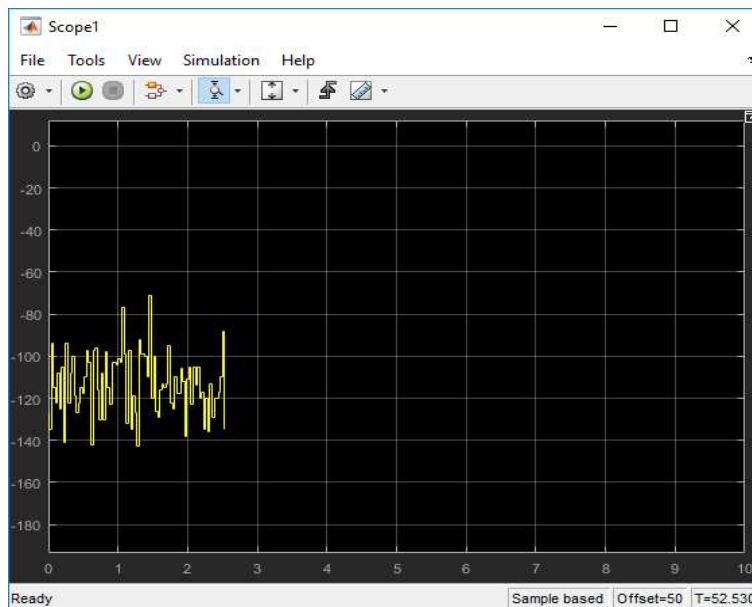 Scope1
File Tools View Simulation Help
0
-20
-40
-60
-80
-100
-120
-140
-160
-180
0 1 2 3 4 5 6 7 8 9 10
Ready Sample based Offset=50 T=52.530